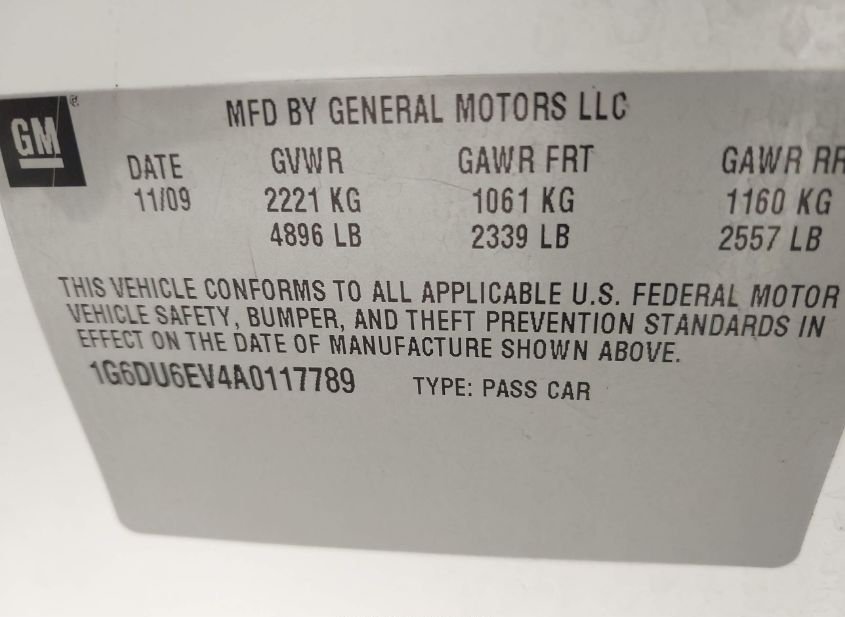 GM ®
MFD BY GENERAL MOTORS LLC
DATE GVWR GAWR FRT GAWR RR
11/09 2221 KG 1061 KG 1160 KG
4896 LB 2339 LB 2557 LB
THIS VEHICLE CONFORMS TO ALL APPLICABLE U.S. FEDERAL MOTOR
VEHICLE SAFETY, BUMPER, AND THEFT PREVENTION STANDARDS IN
EFFECT ON THE DATE OF MANUFACTURE SHOWN ABOVE.
1G6DU6EV4A0117789 TYPE: PASS CAR